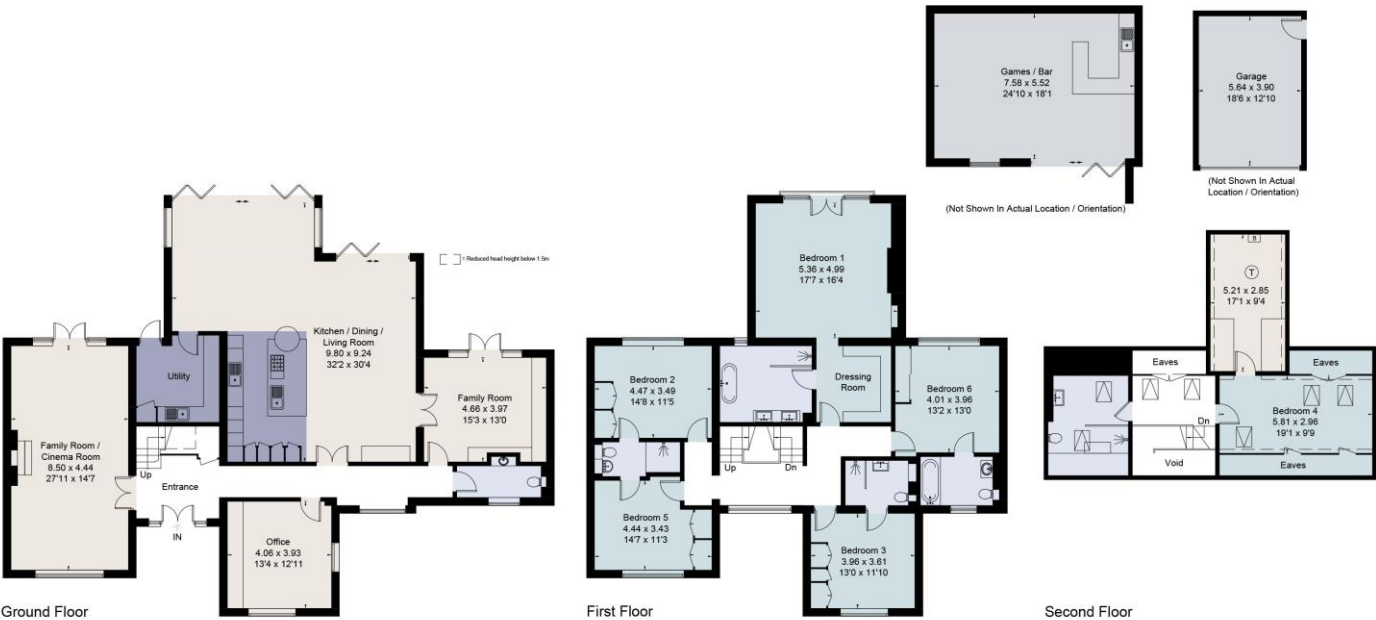 Games / Bar
7.58 x 5.52
24'10 x 18'1
(Not Shown In Actual Location / Orientation)
Garage
5.64 x 3.90
18'6 x 12'10
(Not Shown In Actual
Location / Orientation)
= Reduced head height below 1.5m
Kitchen / Dining /
Living Room
9.80 x 9.24
32'2 x 30'4
Utility
Family Room
4.66 x 3.97
15'3 x 13'0
Family Room /
Cinema Room
8.50 x 4.44
27'11 x 14'7
Up
Entrance
IN
Office
4.06 x 3.93
13'4 x 12'11
Ground Floor
Bedroom 1
5.36 x 4.99
17'7 x 16'4
Bedroom 2
4.47 x 3.49
14'8 x 11'5
Dressing
Room
Bedroom 6
4.01 x 3.96
13'2 x 13'0
Up
Dn
Bedroom 5
4.44 x 3.43
14'7 x 11'3
Bedroom 3
3.96 x 3.61
13'0 x 11'10
First Floor
B
T
5.21 x 2.85
17'1 x 9'4
Eaves
Eaves
Bedroom 4
5.81 x 2.96
19'1 x 9'9
Dn
Void
Eaves
Second Floor